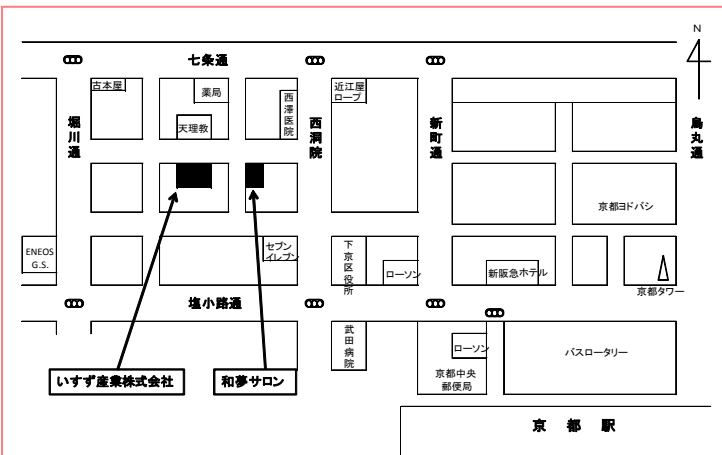 N
七条通
古本屋
薬局
西澤医院
近江屋
ロープ
天理教
堀川通
西洞院
新町通
烏丸通
京都ヨドバシ
ENEOS
G.S.
セブン
イレブン
下京区役所
ローソン
新阪急ホテル
京都タワー
塩小路通
武田病院
ローソン
バスロータリー
いすず産業株式会社
和夢サロン
京都中央
郵便局
京都駅